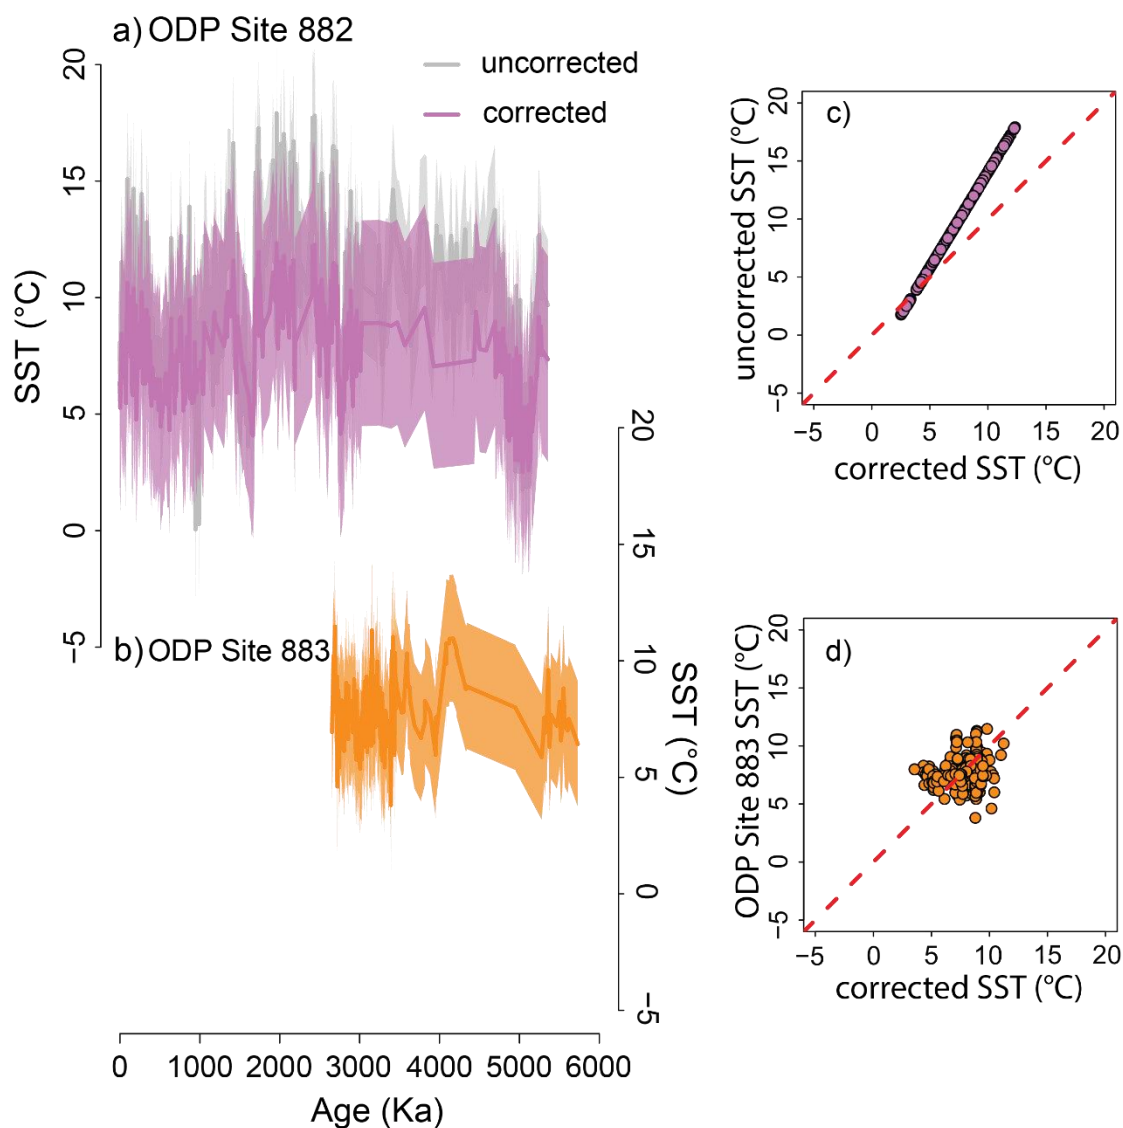 a) ODP Site 882
uncorrected
corrected
20
15
10
5
0
−5
SST (°C)
b) ODP Site 883
20
15
10
5
0
−5
SST (°C)
0 1000 2000 3000 4000 5000 6000
Age (Ka)
c)
20
15
10
5
0
−5
uncorrected SST (°C)
−5 0 5 10 15 20
corrected SST (°C)
d)
20
15
10
5
0
−5
ODP Site 883 SST (°C)
−5 0 5 10 15 20
corrected SST (°C)